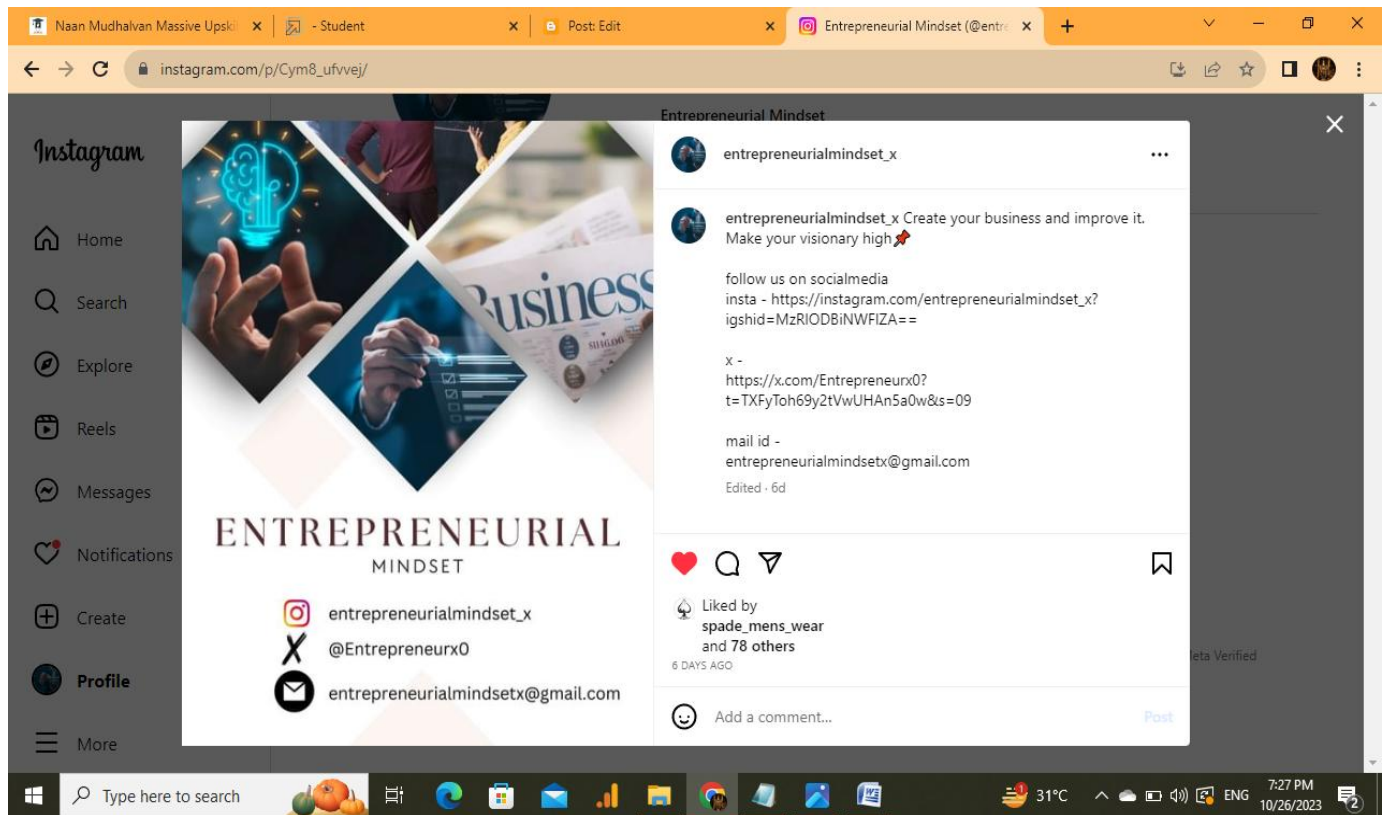 Naan Mudhalvan Massive Upski
- Student
Post: Edit
Entrepreneurial Mindset (@entre
instagram.com/p/Cym8_ufvvej/
Entrepreneurial Mindset
Instagram
Home
Search
Explore
Reels
Messages
Notifications
Create
Profile
More
Business
ENTREPRENEURIAL
MINDSET
entrepreneurialmindset_x
@Entrepreneurx0
entrepreneurialmindsetx@gmail.com
entrepreneurialmindset_x
entrepreneurialmindset_x Create your business and improve it.
Make your visionary high📌
follow us on socialmedia
insta - https://instagram.com/entrepreneurialmindset_x?
igshid=MzRlODBiNWFlZA==
x -
https://x.com/Entrepreneurx0?
t=TXFyToh69y2tVwUHAn5a0w&s=09
mail id -
entrepreneurialmindsetx@gmail.com
Edited · 6d
Liked by
spade_mens_wear
and 78 others
6 DAYS AGO
Add a comment...
Post
Meta Verified
Type here to search
31°C
ENG
7:27 PM
10/26/2023
2